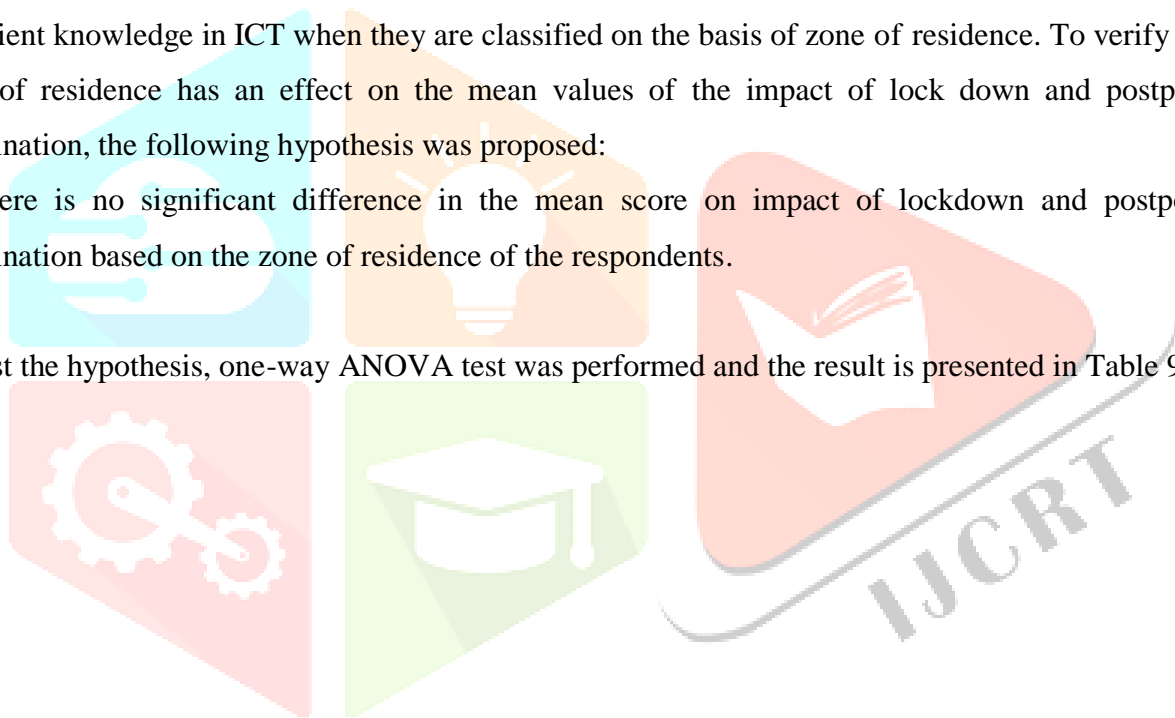 ient knowledge in ICT when they are classified on the basis of zone of residence. To verify
of residence has an effect on the mean values of the impact of lock down and postp
ination, the following hypothesis was proposed:
ere is no significant difference in the mean score on impact of lockdown and postp
ination based on the zone of residence of the respondents.
st the hypothesis, one-way ANOVA test was performed and the result is presented in Table 9
IJCRT